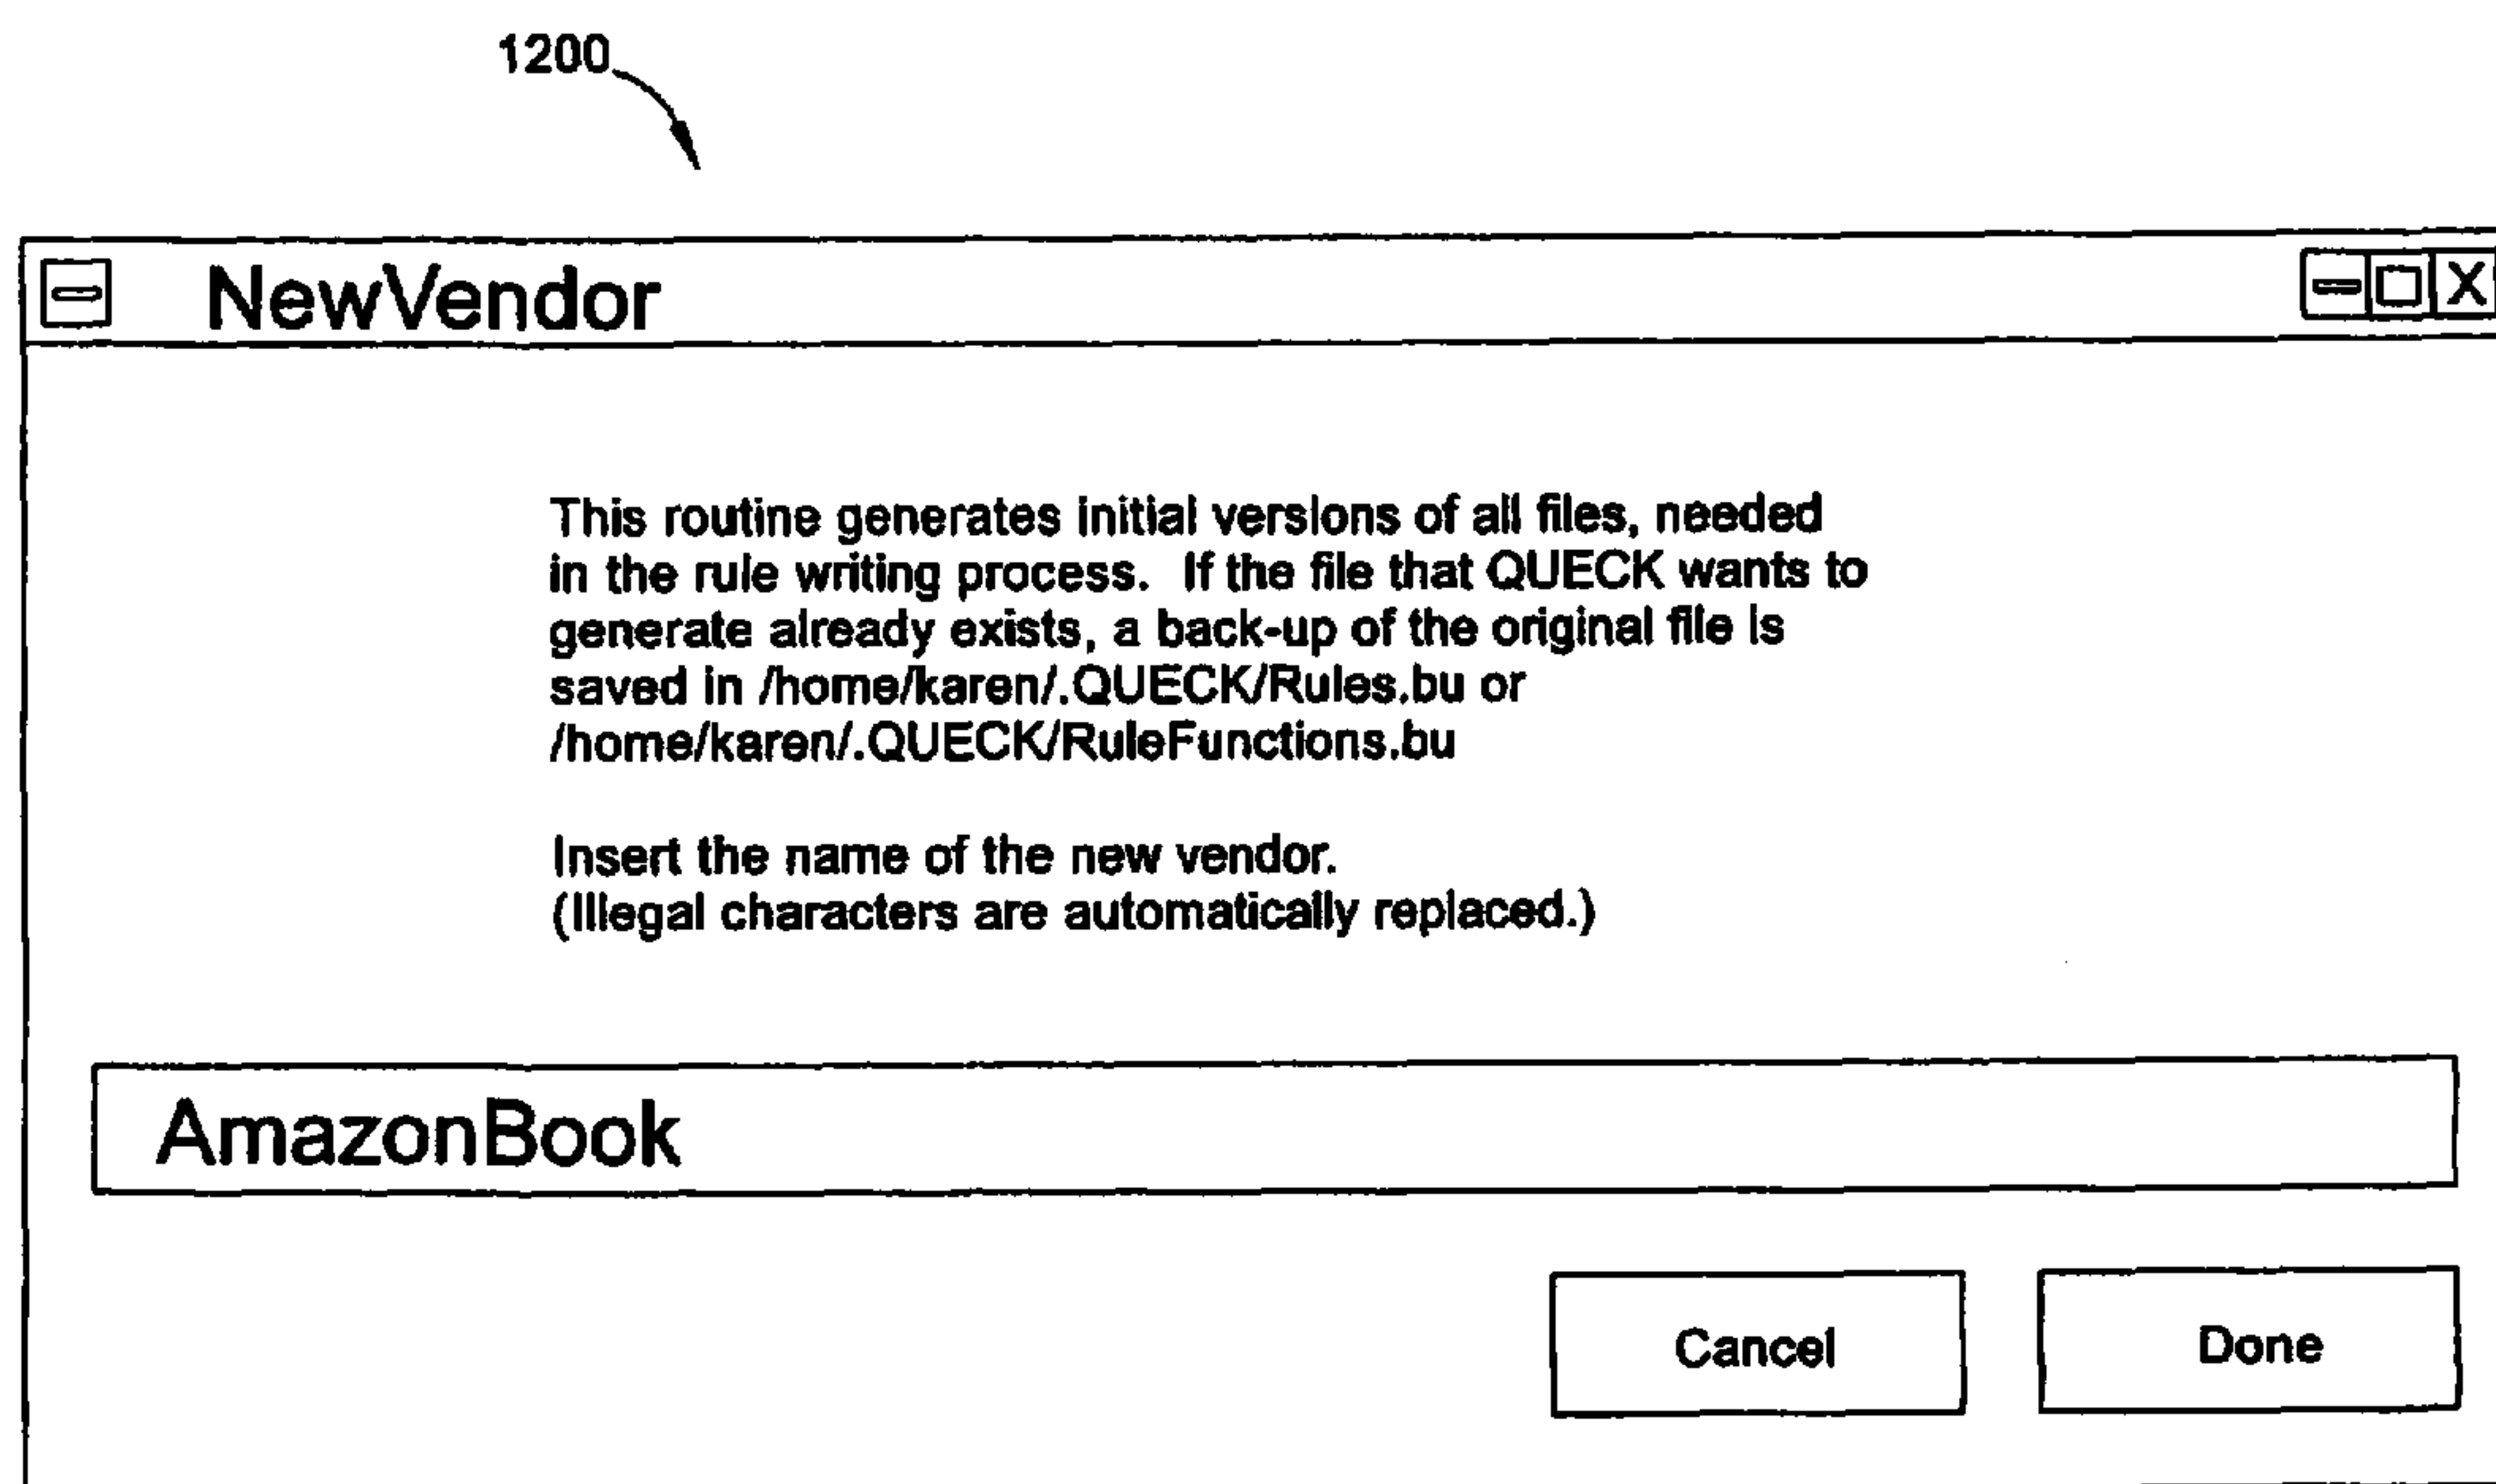 1200
NewVendor
X
This routine generates initial versions of all files, needed
in the rule writing process. If the file that QUECK wants to
generate already exists, a back-up of the original file is
saved in /home/karen/.QUECK/Rules.bu or
/home/karen/.QUECK/RuleFunctions.bu
Insert the name of the new vendor.
(Illegal characters are automatically replaced.)
AmazonBook
Cancel Done